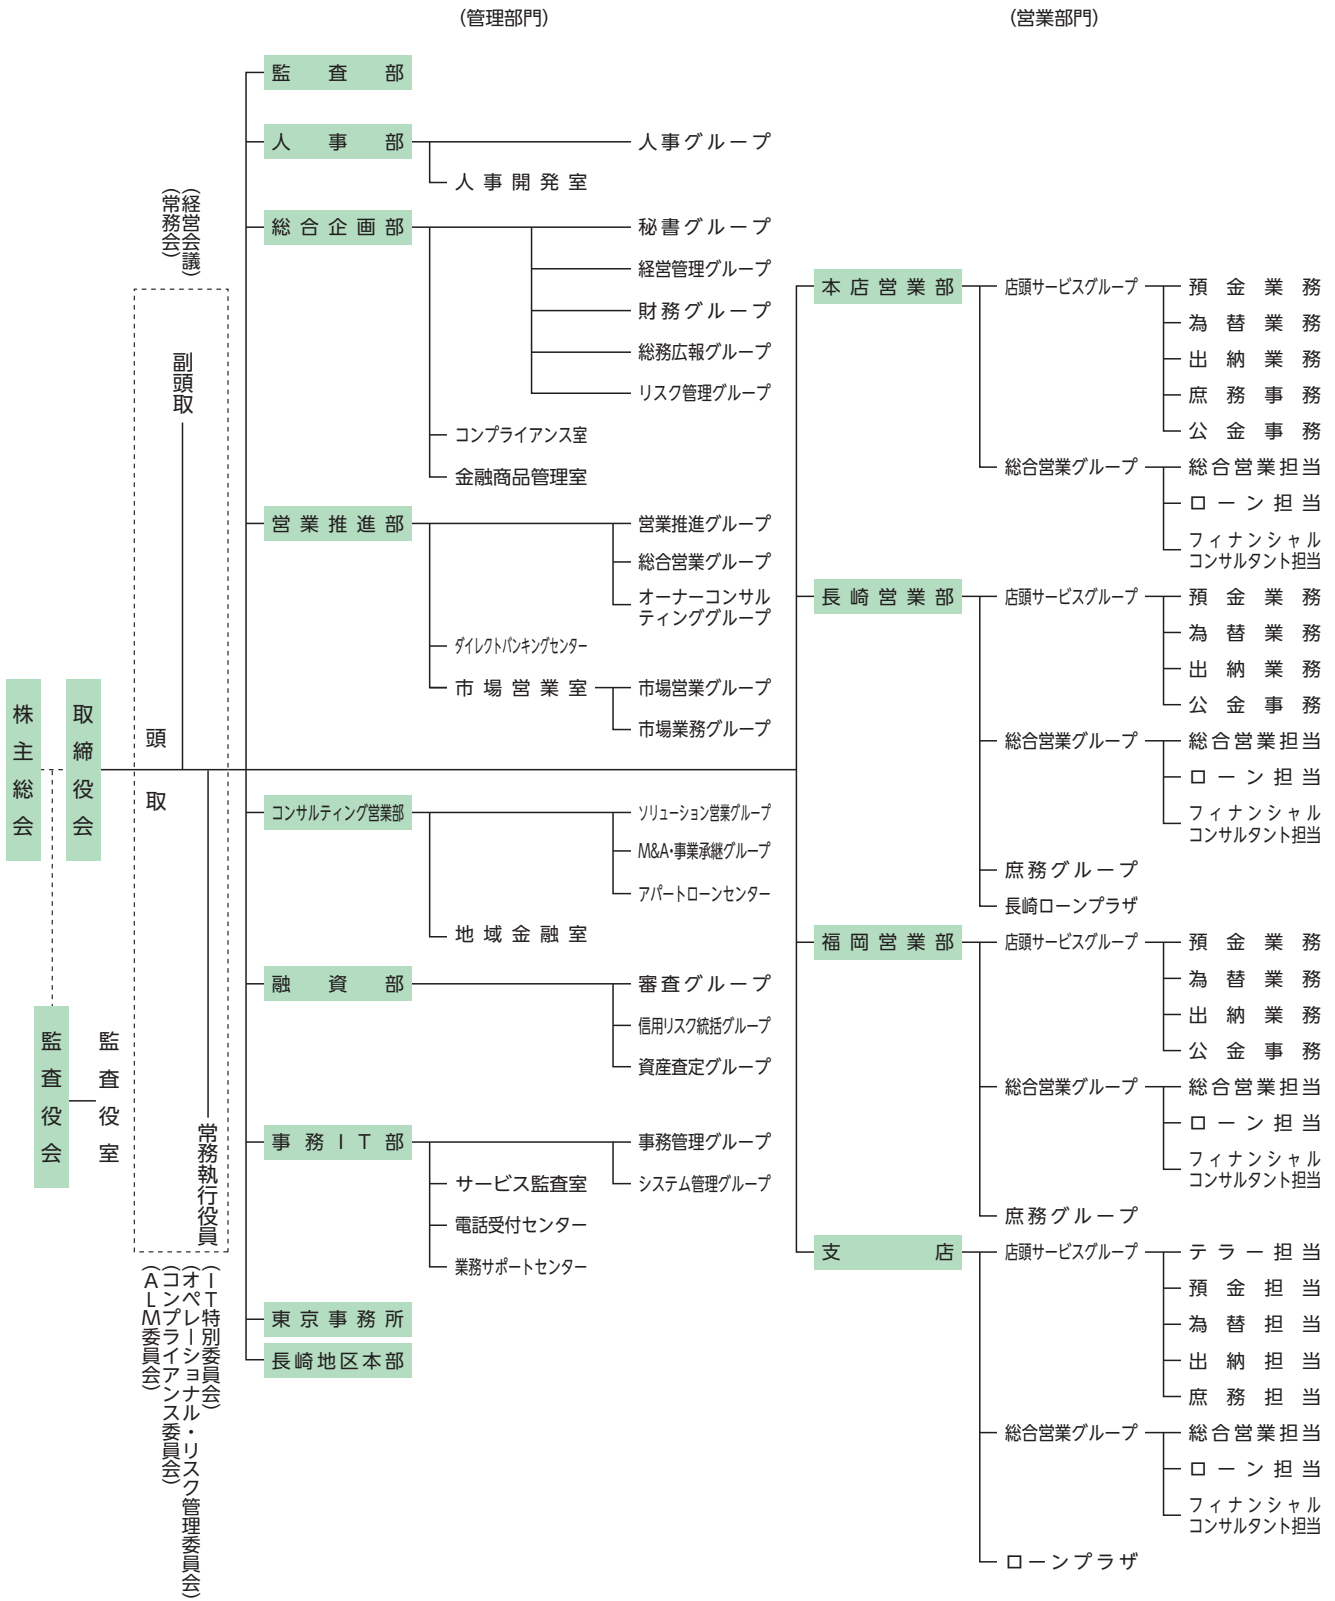 (管理部門)
(営業部門)
株主総会
取締役会
監査役会
監査役室
(経営会議)
(常務会)
副頭取
頭取
常務執行役員
(IT特別委員会)
(オペレーショナル・リスク管理委員会)
(コンプライアンス委員会)
(ALM委員会)
監査部
人事部
人事グループ
人事開発室
総合企画部
秘書グループ
経営管理グループ
財務グループ
総務広報グループ
リスク管理グループ
コンプライアンス室
金融商品管理室
営業推進部
営業推進グループ
総合営業グループ
オーナーコンサル
ティンググループ
ダイレクトバンキングセンター
市場営業室
市場営業グループ
市場業務グループ
コンサルティング営業部
ソリューション営業グループ
M&A・事業承継グループ
アパートローンセンター
地域金融室
融資部
審査グループ
信用リスク統括グループ
資産査定グループ
事務IT部
事務管理グループ
システム管理グループ
サービス監査室
電話受付センター
業務サポートセンター
東京事務所
長崎地区本部
本店営業部
店頭サービスグループ
預金業務
為替業務
出納業務
庶務事務
公金事務
総合営業グループ
総合営業担当
ローン担当
フィナンシャル
コンサルタント担当
長崎営業部
店頭サービスグループ
預金業務
為替業務
出納業務
公金事務
総合営業グループ
総合営業担当
ローン担当
フィナンシャル
コンサルタント担当
庶務グループ
長崎ローンプラザ
福岡営業部
店頭サービスグループ
預金業務
為替業務
出納業務
公金事務
総合営業グループ
総合営業担当
ローン担当
フィナンシャル
コンサルタント担当
庶務グループ
支店
店頭サービスグループ
テラー担当
預金担当
為替担当
出納担当
庶務担当
総合営業グループ
総合営業担当
ローン担当
フィナンシャル
コンサルタント担当
ローンプラザ